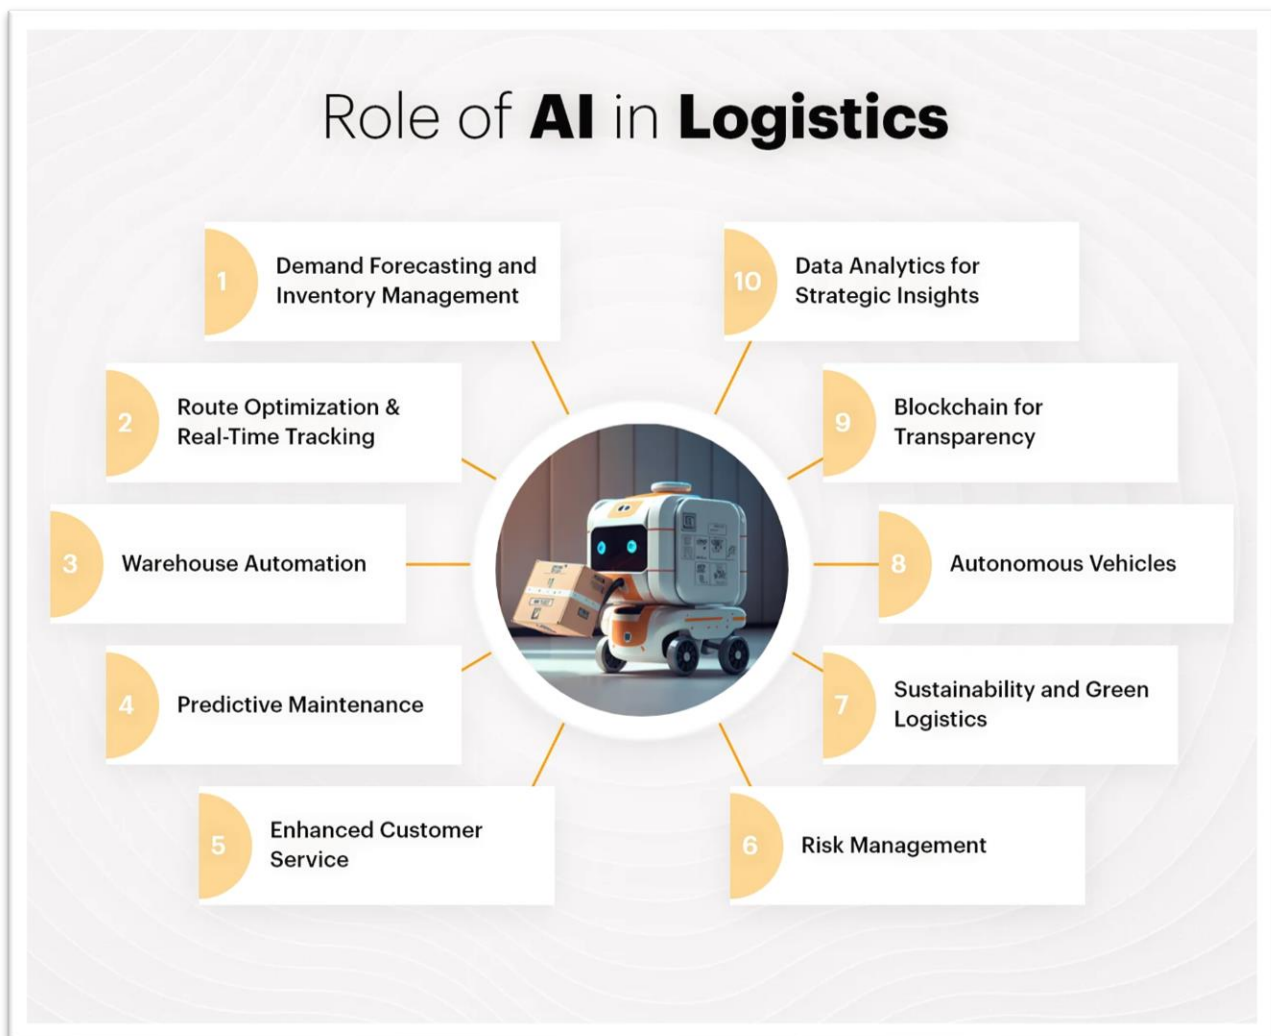 Role of AI in Logistics
1
Demand Forecasting and
Inventory Management
2
Route Optimization &
Real-Time Tracking
3
Warehouse Automation
4
Predictive Maintenance
5
Enhanced Customer
Service
6
Risk Management
7
Sustainability and Green
Logistics
8
Autonomous Vehicles
9
Blockchain for
Transparency
10
Data Analytics for
Strategic Insights